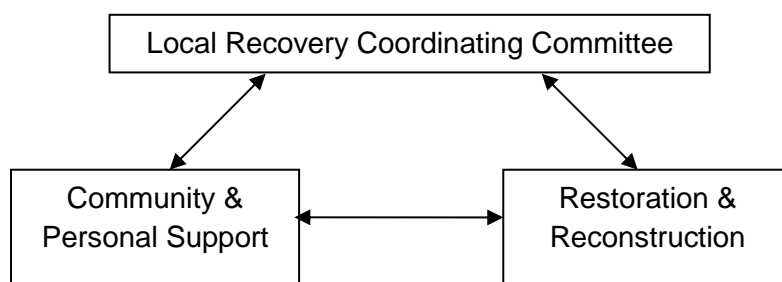 Local Recovery Coordinating Committee
Community &
Personal Support
Restoration &
Reconstruction